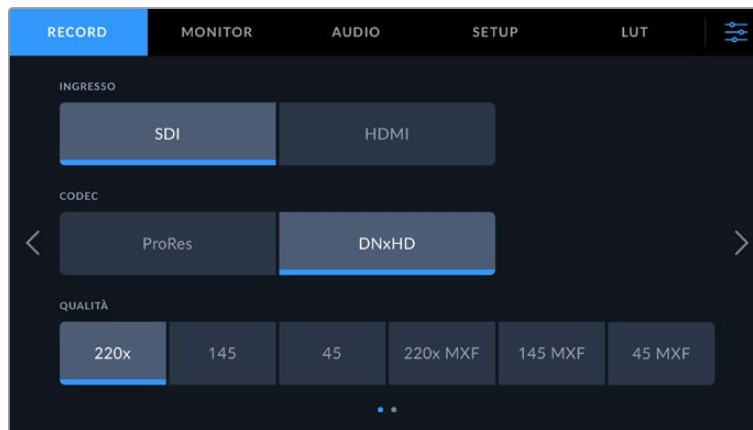 RECORD MONITOR AUDIO SETUP LUT
INGRESSO
SDI HDMI
CODEC
ProRes DNxHD
QUALITÀ
220x 145 45 220x MXF 145 MXF 45 MXF